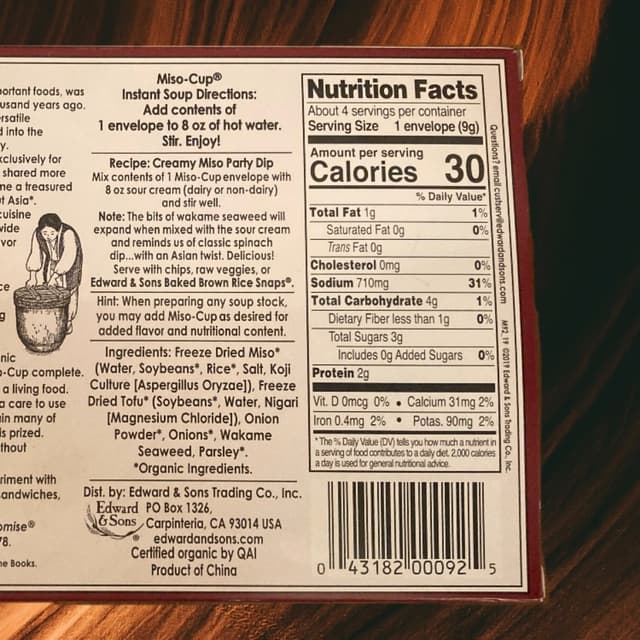 ortant foods, was
usand years ago.
ersatile
d into the
y.
xclusively for
shared more
me a treasured
t Asia*.
cuisine
wide
vor
ce
g
nic
o-Cup complete.
a living food.
a care to use
in many of
is prized.
thout
riment with
andwiches,
omise®
78.
ne Books.
Miso-Cup®
Instant Soup Directions:
Add contents of
1 envelope to 8 oz of hot water.
Stir. Enjoy!
Recipe: Creamy Miso Party Dip
Mix contents of 1 Miso-Cup envelope with
8 oz sour cream (dairy or non-dairy)
and stir well.
Note: The bits of wakame seaweed will
expand when mixed with the sour cream
and reminds us of classic spinach
dip...with an Asian twist. Delicious!
Serve with chips, raw veggies, or
Edward & Sons Baked Brown Rice Snaps®.
Hint: When preparing any soup stock,
you may add Miso-Cup as desired for
added flavor and nutritional content.
Ingredients: Freeze Dried Miso*
(Water, Soybeans*, Rice*, Salt, Koji
Culture [Aspergillus Oryzae]), Freeze
Dried Tofu* (Soybeans*, Water, Nigari
[Magnesium Chloride]), Onion
Powder*, Onions*, Wakame
Seaweed, Parsley*.
*Organic Ingredients.
Dist. by: Edward & Sons Trading Co., Inc.
Edward & Sons®
PO Box 1326,
Carpinteria, CA 93014 USA
edwardandsons.com
Certified organic by QAI
Product of China
Nutrition Facts
About 4 servings per container
Serving Size 1 envelope (9g)
Amount per serving
Calories 30
% Daily Value*
Total Fat 1g 1%
Saturated Fat 0g 0%
Trans Fat 0g
Cholesterol 0mg 0%
Sodium 710mg 31%
Total Carbohydrate 4g 1%
Dietary Fiber less than 1g 0%
Total Sugars 3g
Includes 0g Added Sugars 0%
Protein 2g
Vit. D 0mcg 0% • Calcium 31mg 2%
Iron 0.4mg 2% • Potas. 90mg 2%
*The % Daily Value (DV) tells you how much a nutrient in
a serving of food contributes to a daily diet. 2,000 calories
a day is used for general nutritional advice.
0 43182 00092 5
Questions? email custserv@edwardandsons.com
MF2_19 ©2019 Edward & Sons Trading Co., Inc.